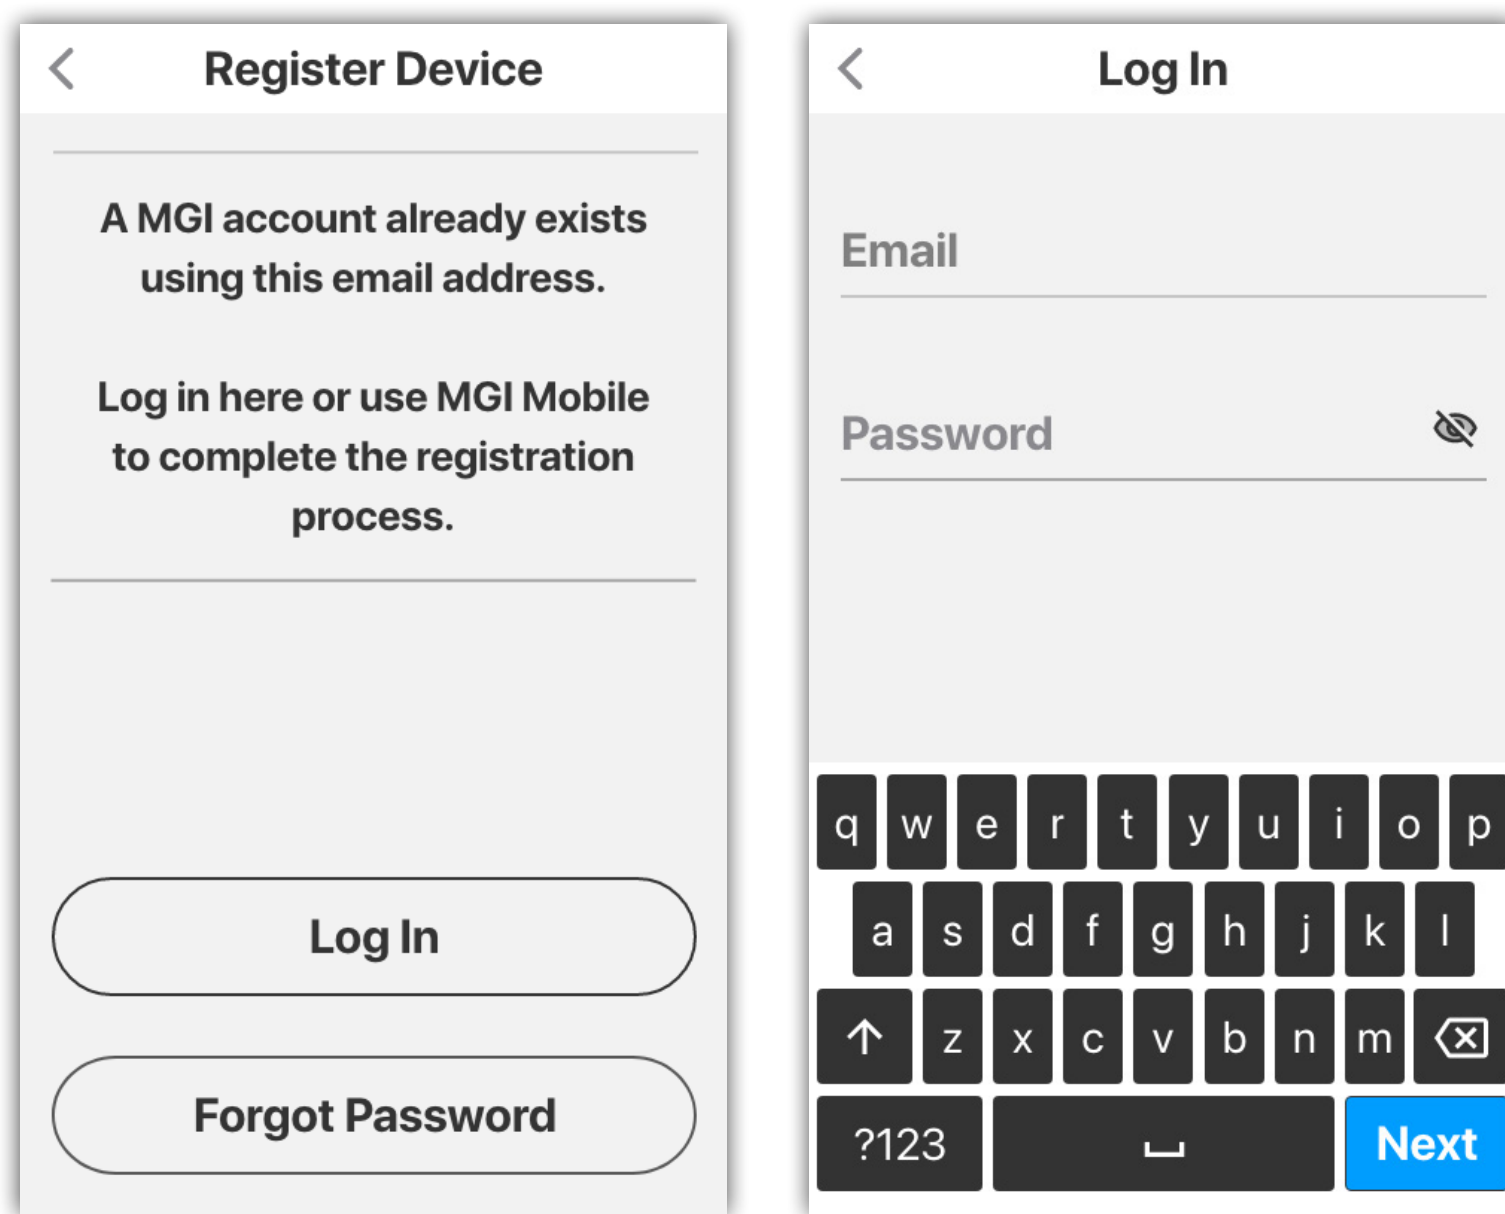 Register Device
A MGI account already exists
using this email address.
Log in here or use MGI Mobile
to complete the registration
process.
Log In
Forgot Password
Log In
Email
Password
q w e r t y u i o p
a s d f g h j k l
z x c v b n m
?123 Next